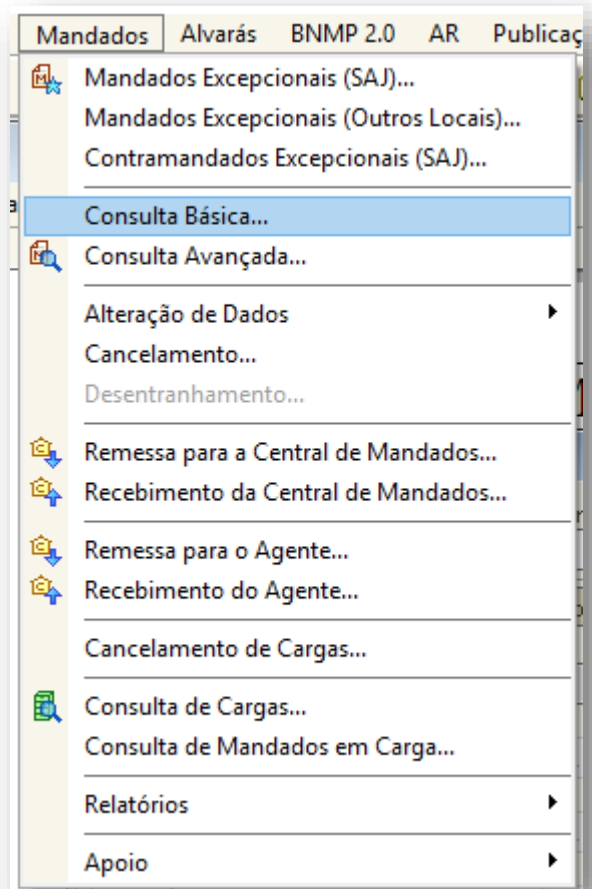 Mandados Alvarás BNMP 2.0 AR Publicaç
Mandados Excepcionais (SAJ)...
Mandados Excepcionais (Outros Locais)...
Contramandados Excepcionais (SAJ)...
Consulta Básica...
Consulta Avançada...
Alteração de Dados
Cancelamento...
Desentranhamento...
Remessa para a Central de Mandados...
Recebimento da Central de Mandados...
Remessa para o Agente...
Recebimento do Agente...
Cancelamento de Cargas...
Consulta de Cargas...
Consulta de Mandados em Carga...
Relatórios
Apoio